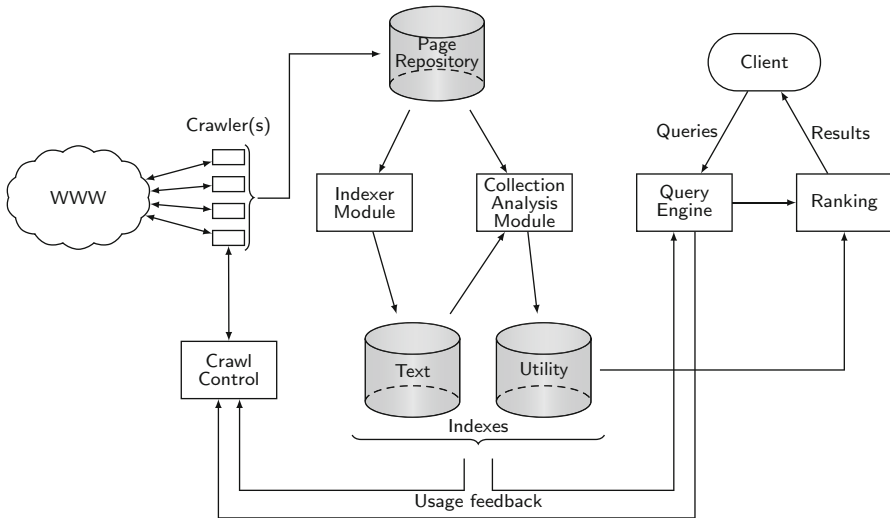 Page
Repository
Client
Crawler(s)
Queries
Results
WWW
Indexer
Module
Collection
Analysis
Module
Query
Engine
Ranking
Crawl
Control
Text
Utility
Indexes
Usage feedback